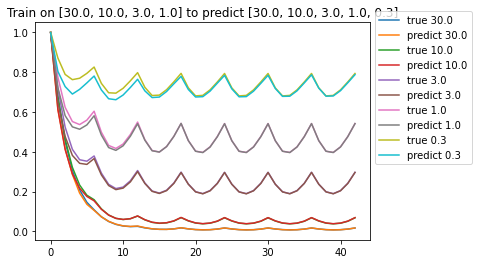 Train on [30.0, 10.0, 3.0, 1.0] to predict [30.0, 10.0, 3.0, 1.0, 0.3]
1.0
0.8
0.6
0.4
0.2
0.0
0
10
20
30
40
true 30.0
predict 30.0
true 10.0
predict 10.0
true 3.0
predict 3.0
true 1.0
predict 1.0
true 0.3
predict 0.3